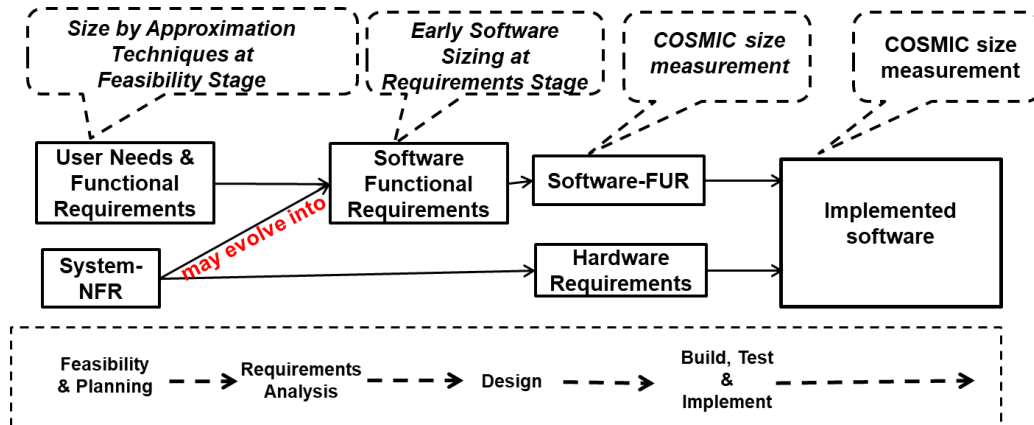 Size by Approximation
Techniques at
Feasibility Stage
Early Software
Sizing at
Requirements Stage
COSMIC size
measurement
COSMIC size
measurement
User Needs &
Functional
Requirements
Software
Functional
Requirements
Software-FUR
Implemented
software
may evolve into
System-
NFR
Hardware
Requirements
Feasibility
& Planning
Requirements
Analysis
Design
Build, Test
&
Implement